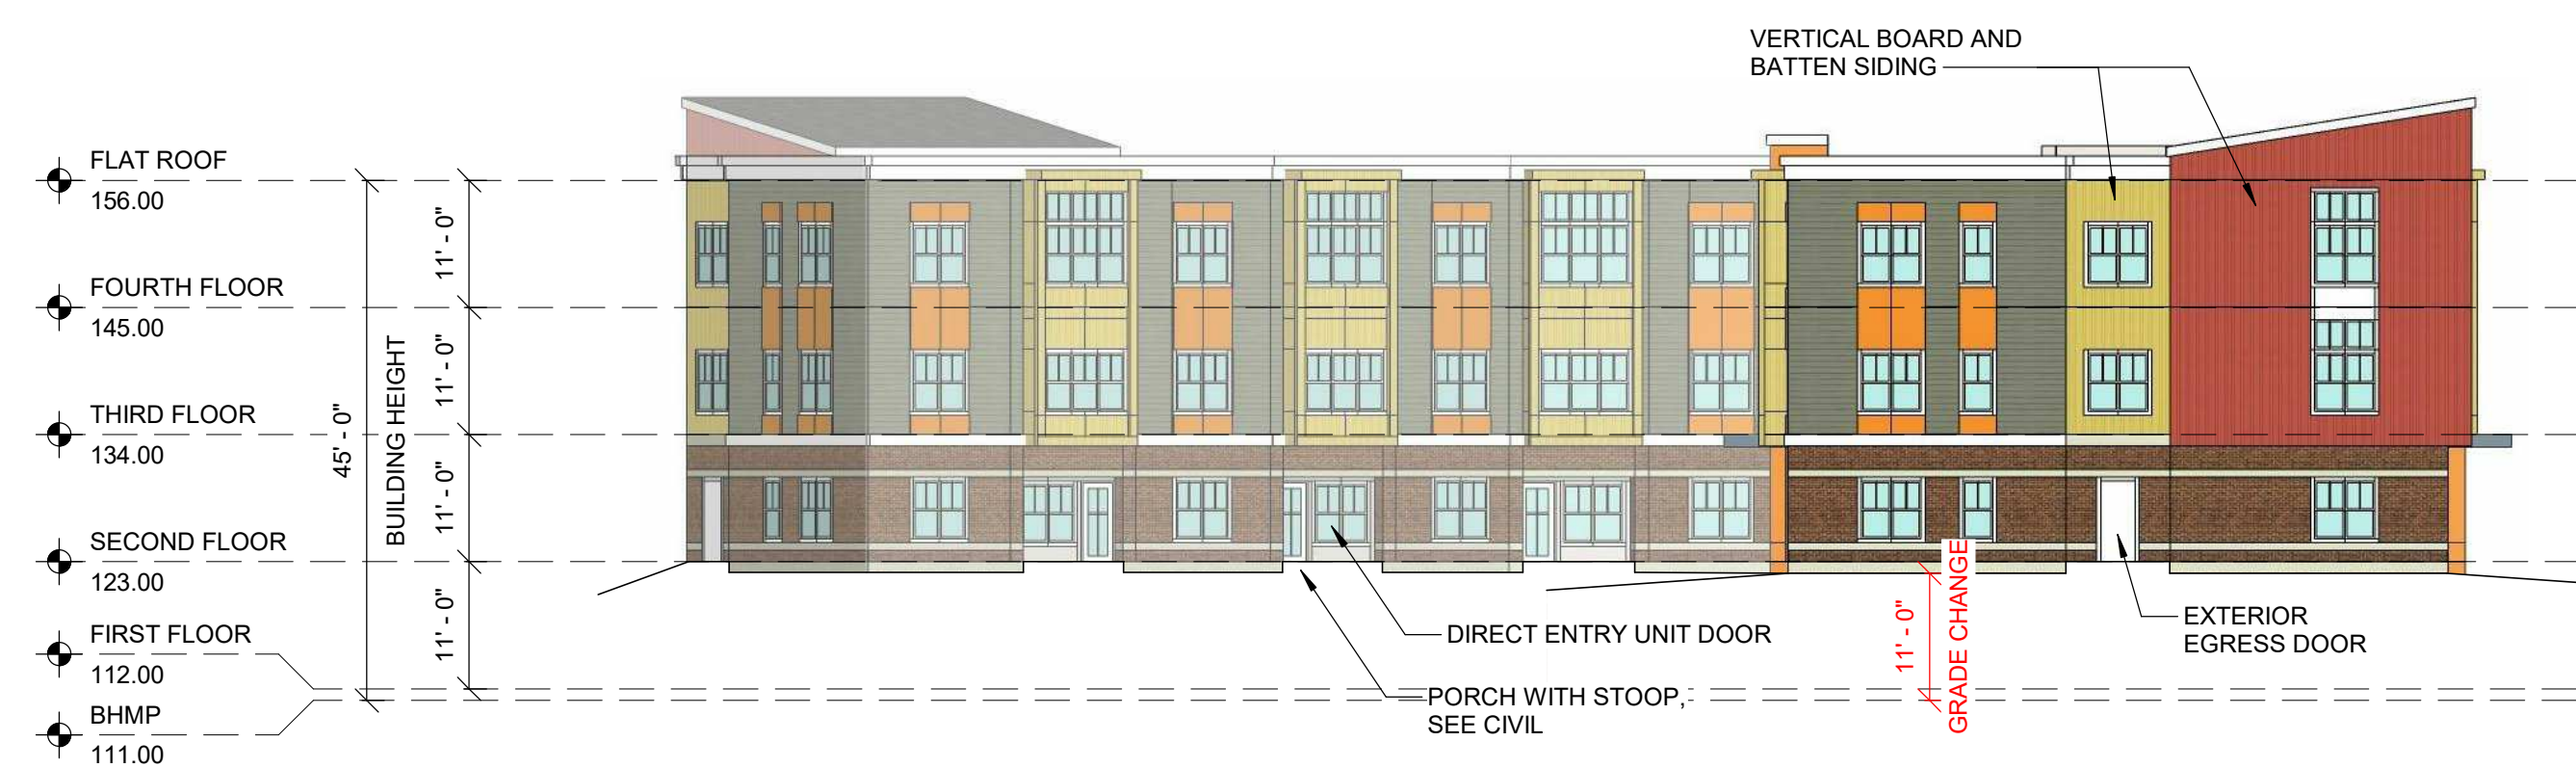 VERTICAL BOARD AND
BATTEN SIDING
FLAT ROOF
156.00
FOURTH FLOOR
145.00
THIRD FLOOR
134.00
SECOND FLOOR
123.00
FIRST FLOOR
112.00
BHMP
111.00
45' - 0"
BUILDING HEIGHT
11' - 0"
11' - 0"
11' - 0"
11' - 0"
DIRECT ENTRY UNIT DOOR
PORCH WITH STOOP,
SEE CIVIL
11' - 0"
GRADE CHANGE
EXTERIOR
EGRESS DOOR